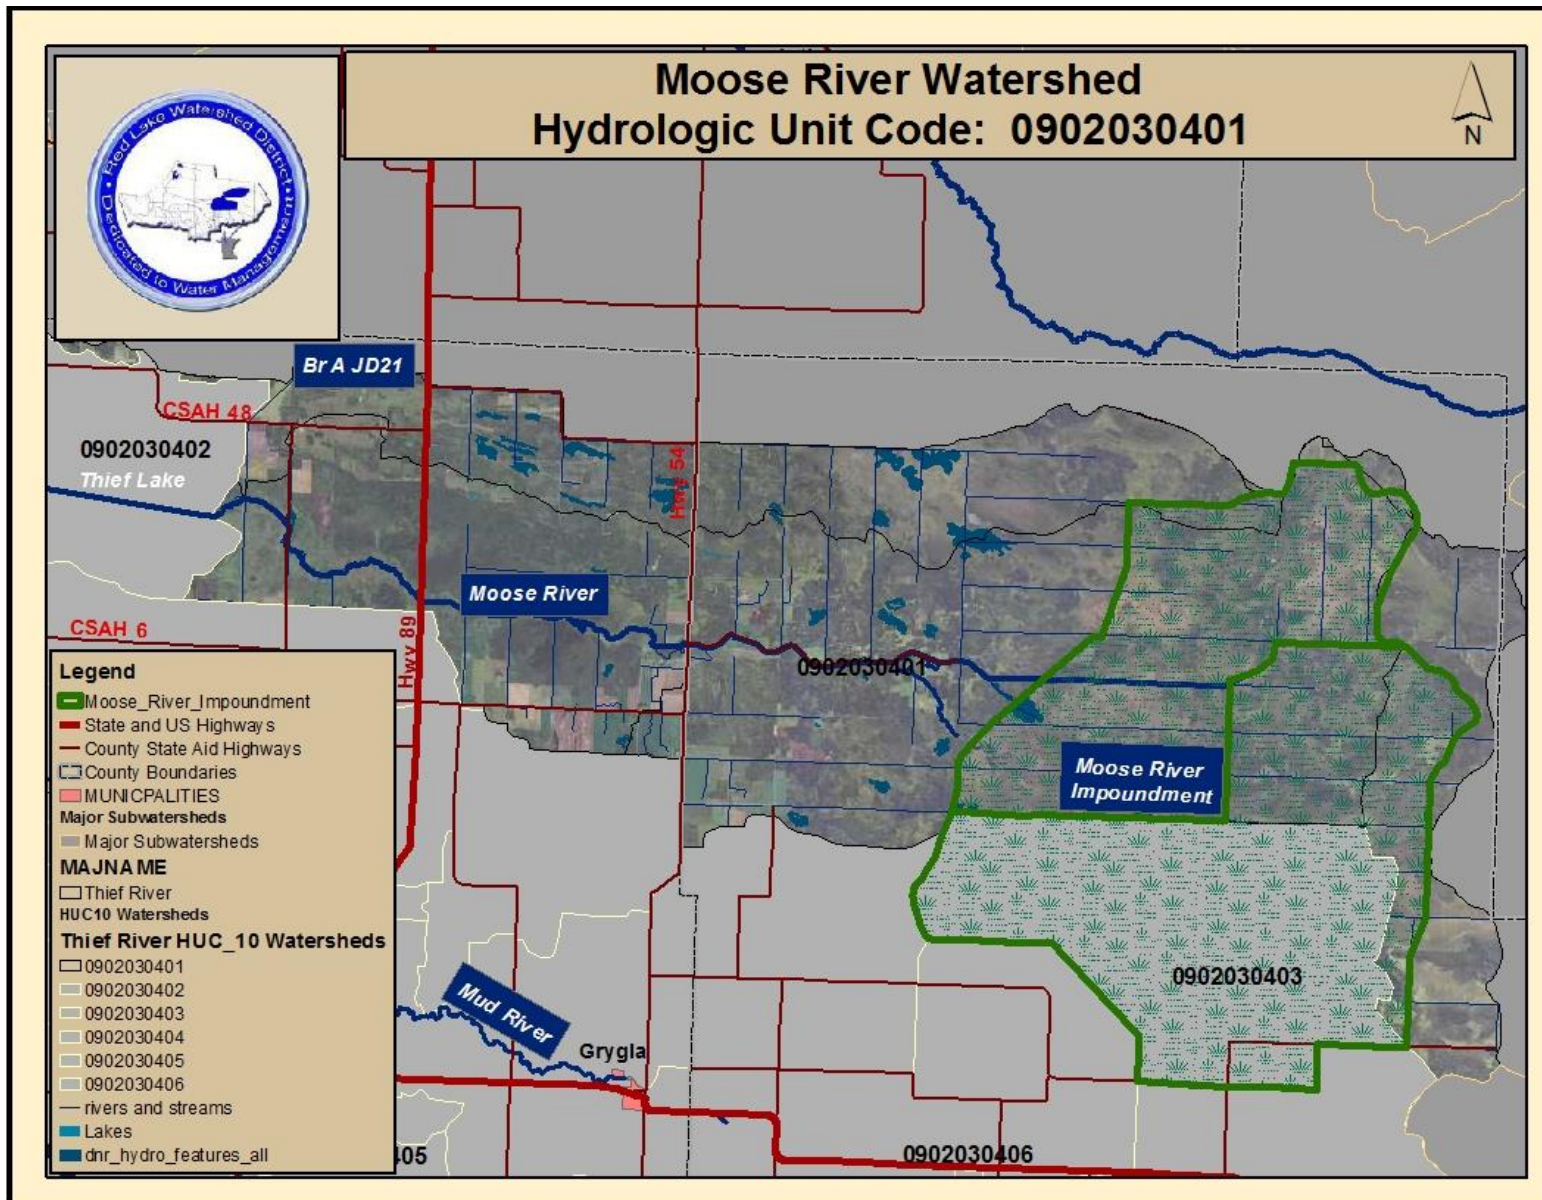 Moose River Watershed
Hydrologic Unit Code: 0902030401
N
Red Lake Watershed District
Dedicated to Water Management
Br A JD21
CSAH 48
0902030402
Thief Lake
Hwy 54
Moose River
CSAH 6
Hwy 89
0902030401
Moose River
Impoundment
Legend
Moose_River_Impoundment
State and US Highways
County State Aid Highways
County Boundaries
MUNICPALITIES
Major Subwatersheds
Major Subwatersheds
MAJNAME
Thief River
HUC10 Watersheds
Thief River HUC_10 Watersheds
0902030401
0902030402
0902030403
0902030404
0902030405
0902030406
rivers and streams
Lakes
dnr_hydro_features_all
0902030403
Mud River
Grygla
405
0902030406